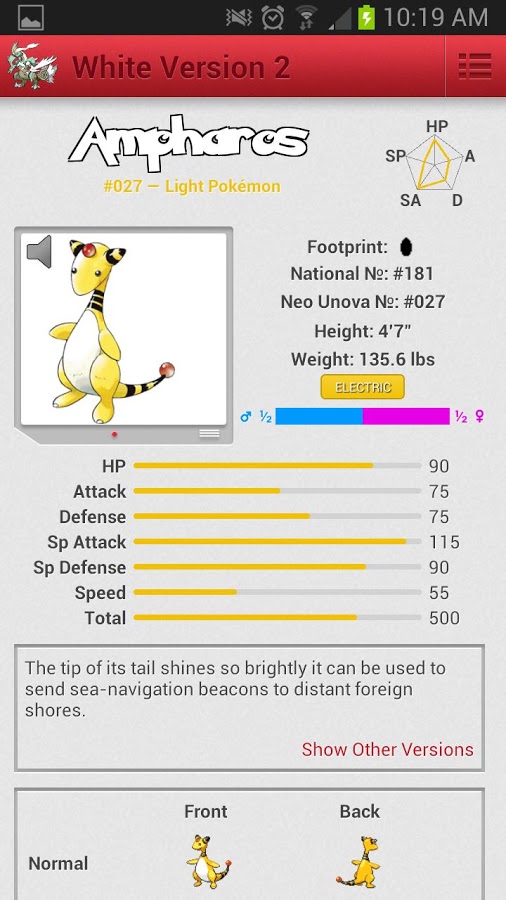 10:19 AM
White Version 2
Ampharos
#027 — Light Pokémon
HP
SP
A
SA
D
Footprint:
National №: #181
Neo Unova №: #027
Height: 4'7"
Weight: 135.6 lbs
ELECTRIC
♂ ½
½ ♀
HP 90
Attack 75
Defense 75
Sp Attack 115
Sp Defense 90
Speed 55
Total 500
The tip of its tail shines so brightly it can be used to
send sea-navigation beacons to distant foreign
shores.
Show Other Versions
Front Back
Normal